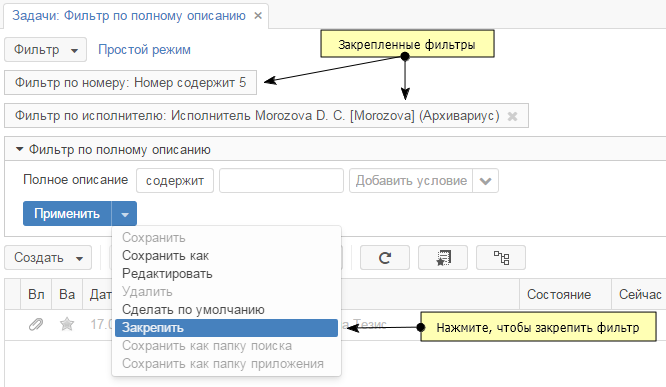 Задачи: Фильтр по полному описанию
Фильтр Простой режим
Закрепленные фильтры
Фильтр по номеру: Номер содержит 5
Фильтр по исполнителю: Исполнитель Morozova D. C. [Morozova] (Архивариус)
Фильтр по полному описанию
Полное описание содержит Добавить условие
Применить
Сохранить
Сохранить как
Редактировать
Удалить
Сделать по умолчанию
Закрепить
Сохранить как папку поиска
Сохранить как папку приложения
Создать
Вл Ва Дат Состояние Сейчас
17.0 Тезис
Нажмите, чтобы закрепить фильтр